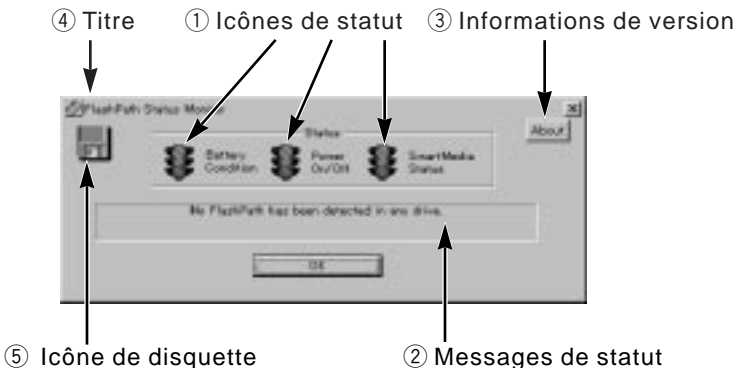 ④ Titre ① Icônes de statut ③ Informations de version
FlashPath Status Monitor
About
Status
Battery Condition
Power On/Off
SmartMedia Status
No FlashPath has been detected in any drive.
OK
⑤ Icône de disquette ② Messages de statut